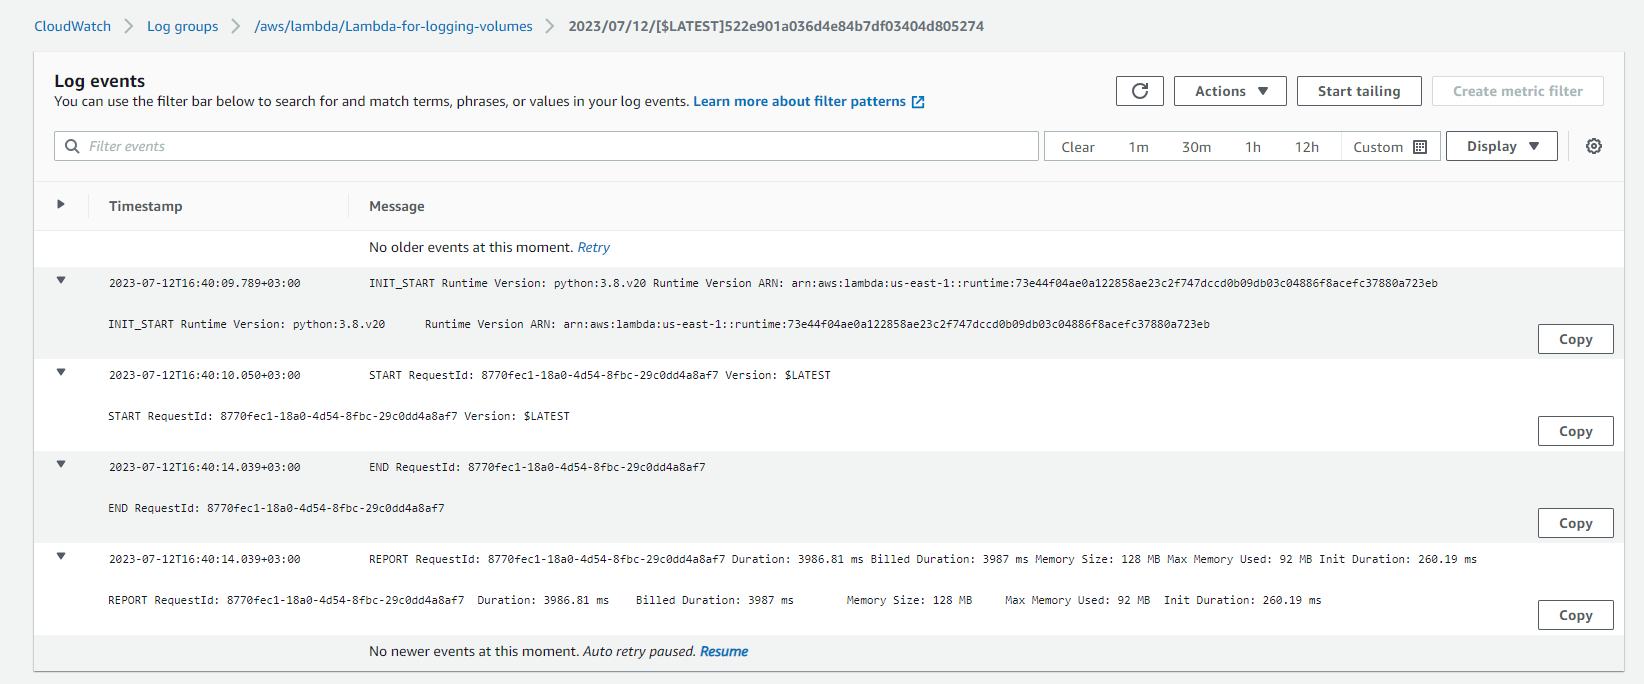 CloudWatch > Log groups > /aws/lambda/Lambda-for-logging-volumes > 2023/07/12/[$LATEST]522e901a036d4e84b7df03404d805274
Log events
You can use the filter bar below to search for and match terms, phrases, or values in your log events. Learn more about filter patterns
Actions
Start tailing
Create metric filter
Filter events
Clear 1m 30m 1h 12h Custom
Display
Timestamp Message
No older events at this moment. Retry
2023-07-12T16:40:09.789+03:00 INIT_START Runtime Version: python:3.8.v20 Runtime Version ARN: arn:aws:lambda:us-east-1::runtime:73e44f04ae0a122858ae23c2f747dccd0b09db03c04886f8acefc37880a723eb
INIT_START Runtime Version: python:3.8.v20 Runtime Version ARN: arn:aws:lambda:us-east-1::runtime:73e44f04ae0a122858ae23c2f747dccd0b09db03c04886f8acefc37880a723eb
Copy
2023-07-12T16:40:10.050+03:00 START RequestId: 8770fec1-18a0-4d54-8fbc-29c0dd4a8af7 Version: $LATEST
START RequestId: 8770fec1-18a0-4d54-8fbc-29c0dd4a8af7 Version: $LATEST
Copy
2023-07-12T16:40:14.039+03:00 END RequestId: 8770fec1-18a0-4d54-8fbc-29c0dd4a8af7
END RequestId: 8770fec1-18a0-4d54-8fbc-29c0dd4a8af7
Copy
2023-07-12T16:40:14.039+03:00 REPORT RequestId: 8770fec1-18a0-4d54-8fbc-29c0dd4a8af7 Duration: 3986.81 ms Billed Duration: 3987 ms Memory Size: 128 MB Max Memory Used: 92 MB Init Duration: 260.19 ms
REPORT RequestId: 8770fec1-18a0-4d54-8fbc-29c0dd4a8af7 Duration: 3986.81 ms Billed Duration: 3987 ms Memory Size: 128 MB Max Memory Used: 92 MB Init Duration: 260.19 ms
Copy
No newer events at this moment. Auto retry paused. Resume